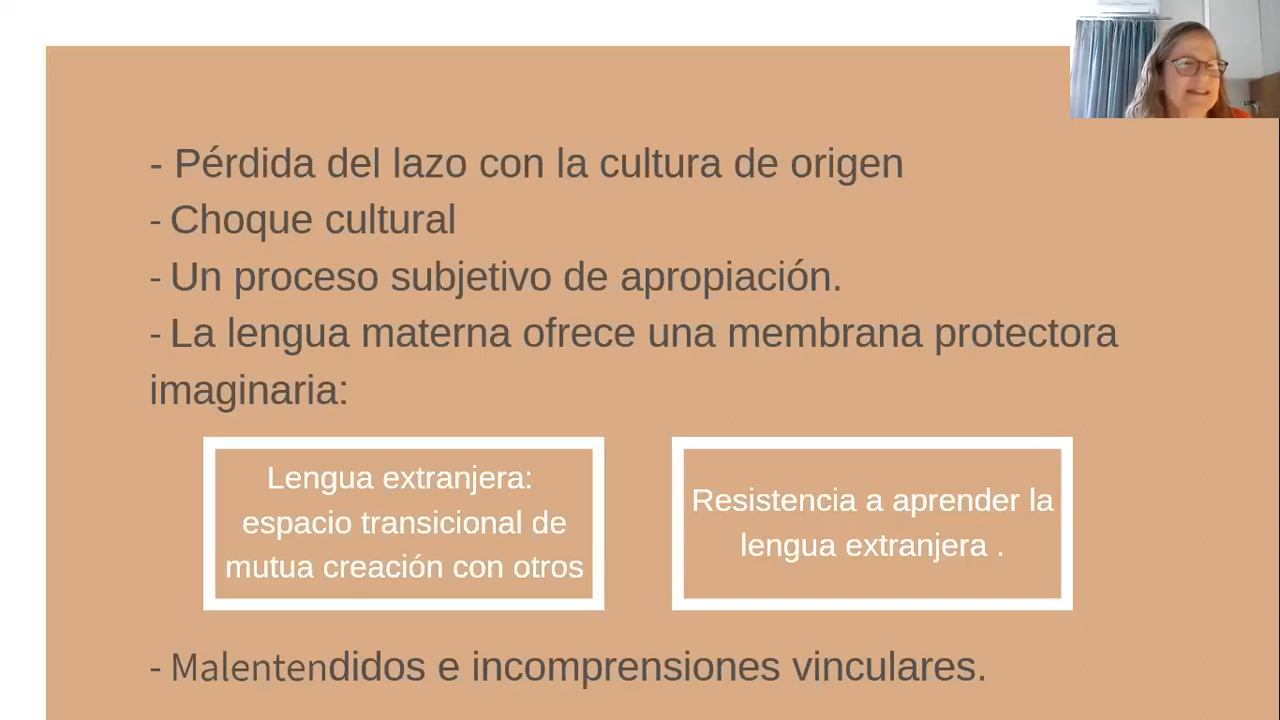 - Pérdida del lazo con la cultura de origen
- Choque cultural
- Un proceso subjetivo de apropiación.
- La lengua materna ofrece una membrana protectora
imaginaria:
Lengua extranjera:
espacio transicional de
mutua creación con otros
Resistencia a aprender la
lengua extranjera .
- Malentendidos e incomprensiones vinculares.